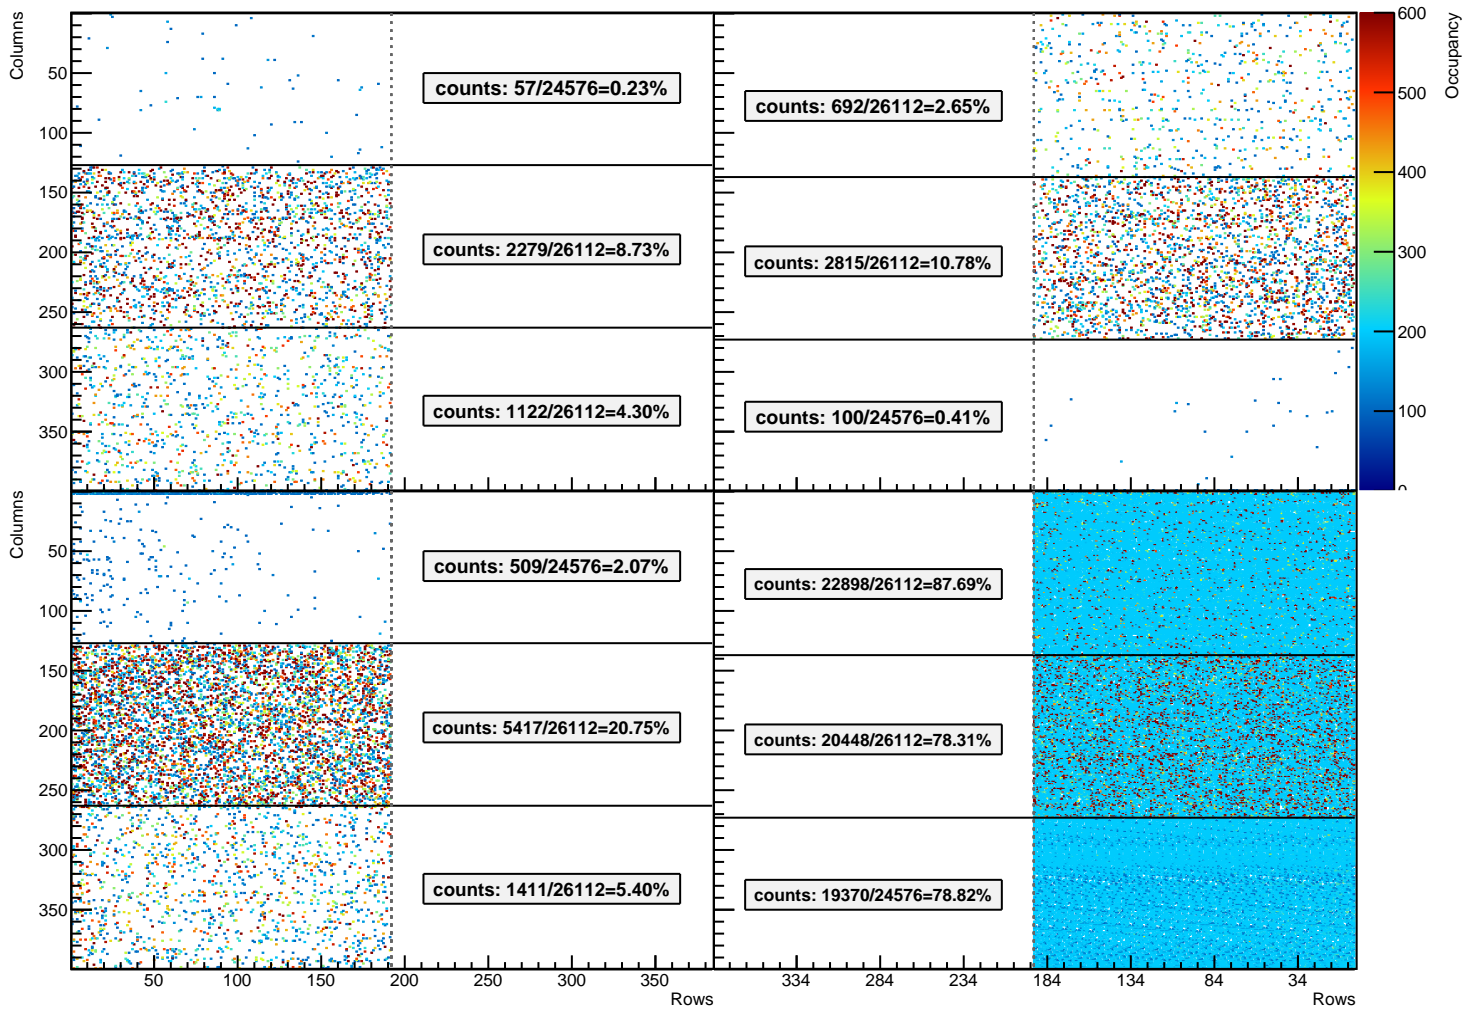 Columns
50
100
150
200
250
300
350
counts: 57/24576=0.23%
counts: 2279/26112=8.73%
counts: 1122/26112=4.30%
counts: 692/26112=2.65%
counts: 2815/26112=10.78%
counts: 100/24576=0.41%
600
500
400
300
200
100
0
Occupancy
Columns
50
100
150
200
250
300
350
counts: 509/24576=2.07%
counts: 5417/26112=20.75%
counts: 1411/26112=5.40%
counts: 22898/26112=87.69%
counts: 20448/26112=78.31%
counts: 19370/24576=78.82%
50 100 150 200 250 300 350
Rows
334 284 234 184 134 84 34
Rows